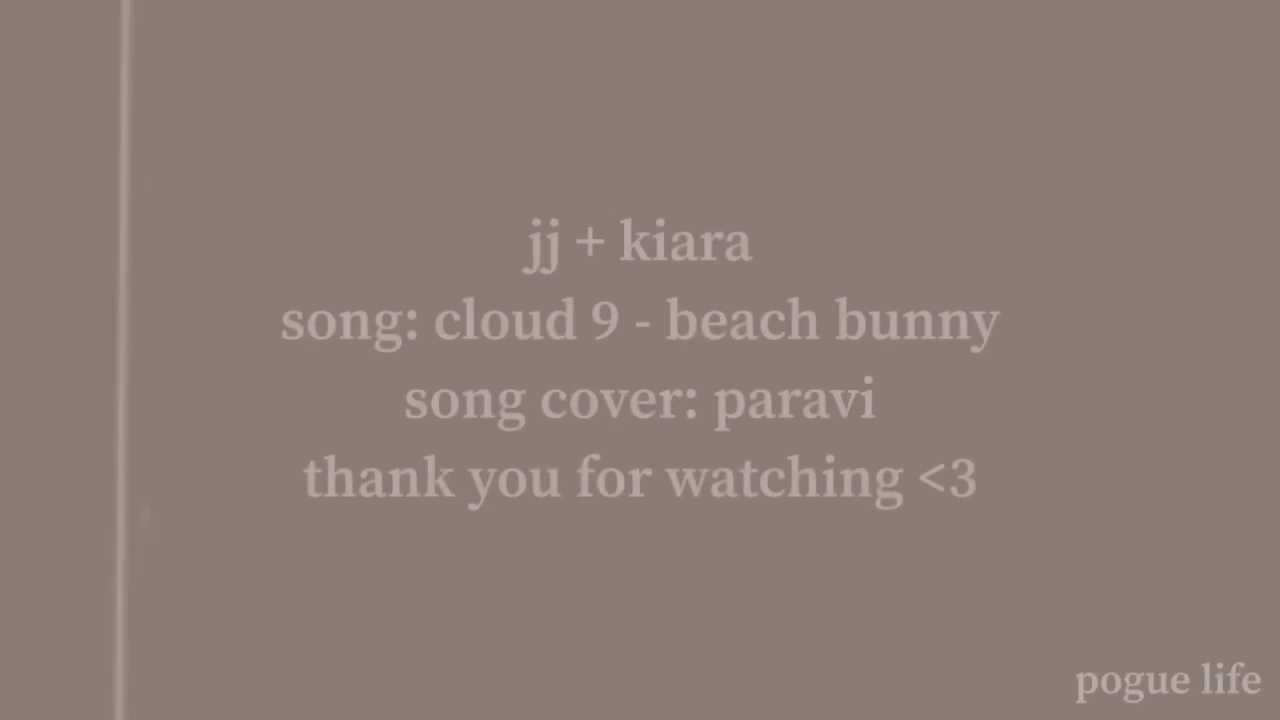 jj + kiara
song: cloud 9 - beach bunny
song cover: paravi
thank you for watching <3
pogue life